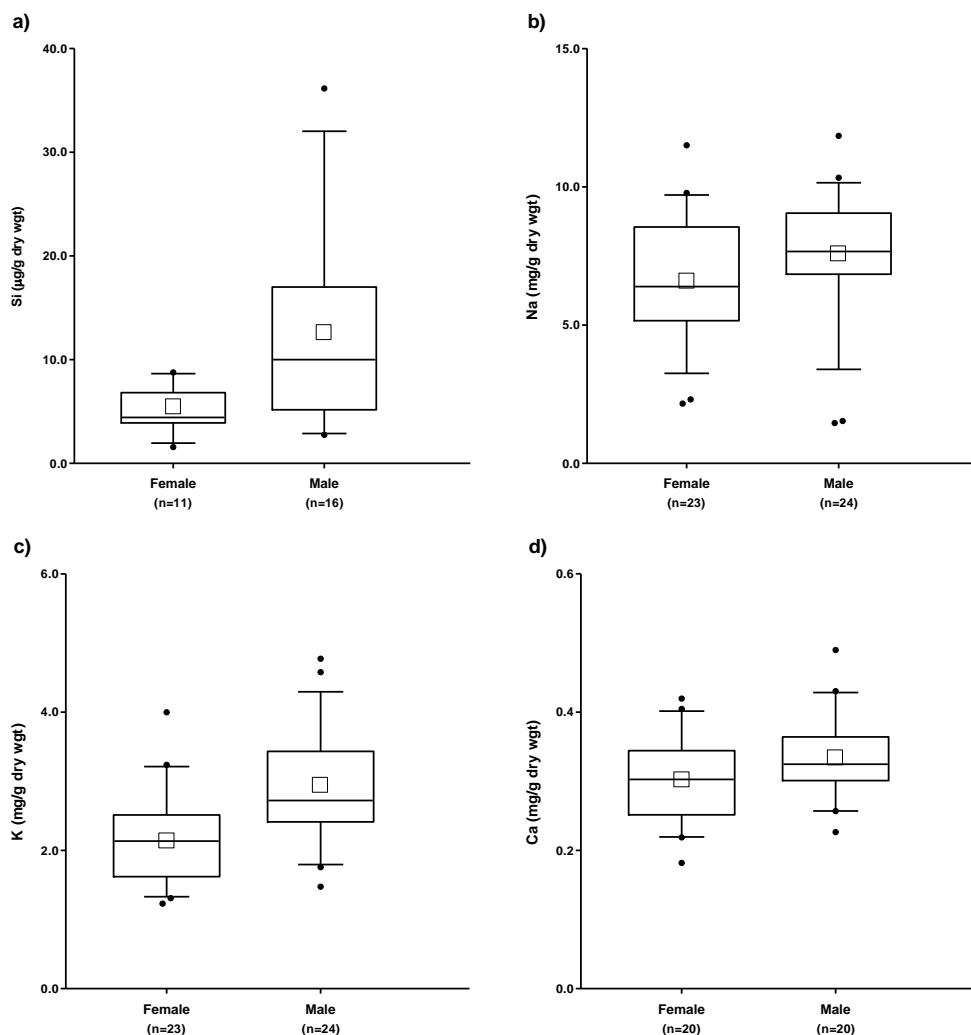 a)
Si (µg/g dry wgt)
40.0
30.0
20.0
10.0
0.0
Female
Male
(n=11)
(n=16)
b)
Na (mg/g dry wgt)
15.0
10.0
5.0
0.0
Female
Male
(n=23)
(n=24)
c)
K (mg/g dry wgt)
6.0
4.0
2.0
0.0
Female
Male
(n=23)
(n=24)
d)
Ca (mg/g dry wgt)
0.6
0.4
0.2
0.0
Female
Male
(n=20)
(n=20)